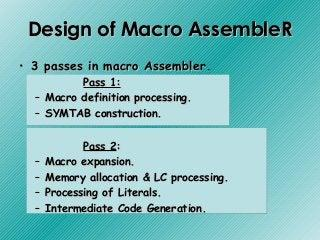 Design of Macro AssembleR
• 3 passes in macro Assembler.
Pass 1:
– Macro definition processing.
– SYMTAB construction.
Pass 2:
– Macro expansion.
– Memory allocation & LC processing.
– Processing of Literals.
– Intermediate Code Generation.